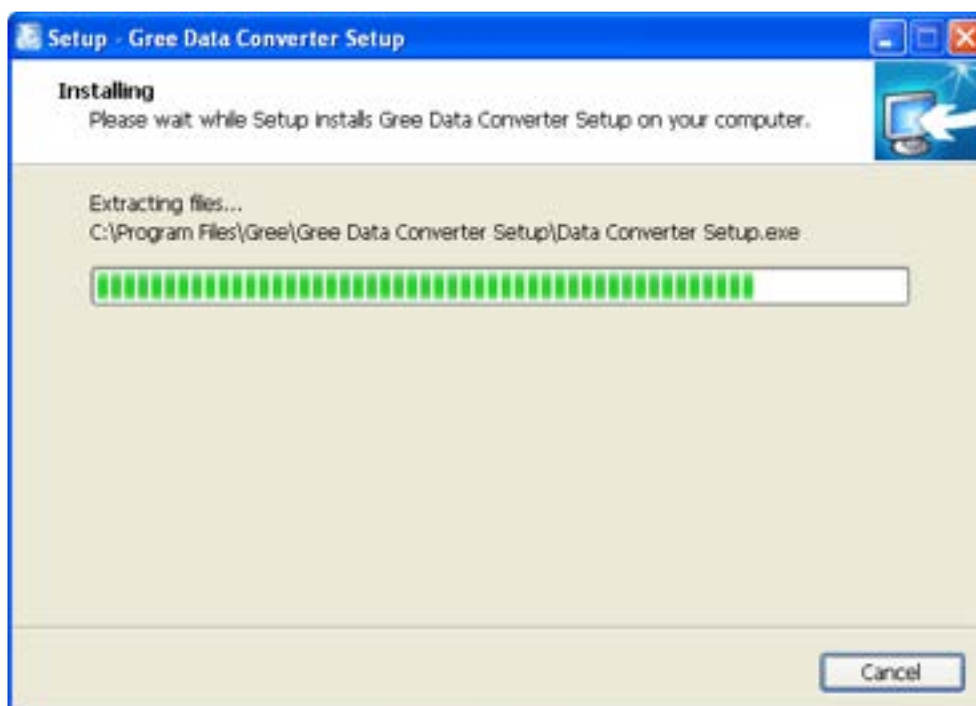 Setup - Gree Data Converter Setup
Installing
Please wait while Setup installs Gree Data Converter Setup on your computer.
Extracting files...
C:\Program Files\Gree\Gree Data Converter Setup\Data Converter Setup.exe
Cancel